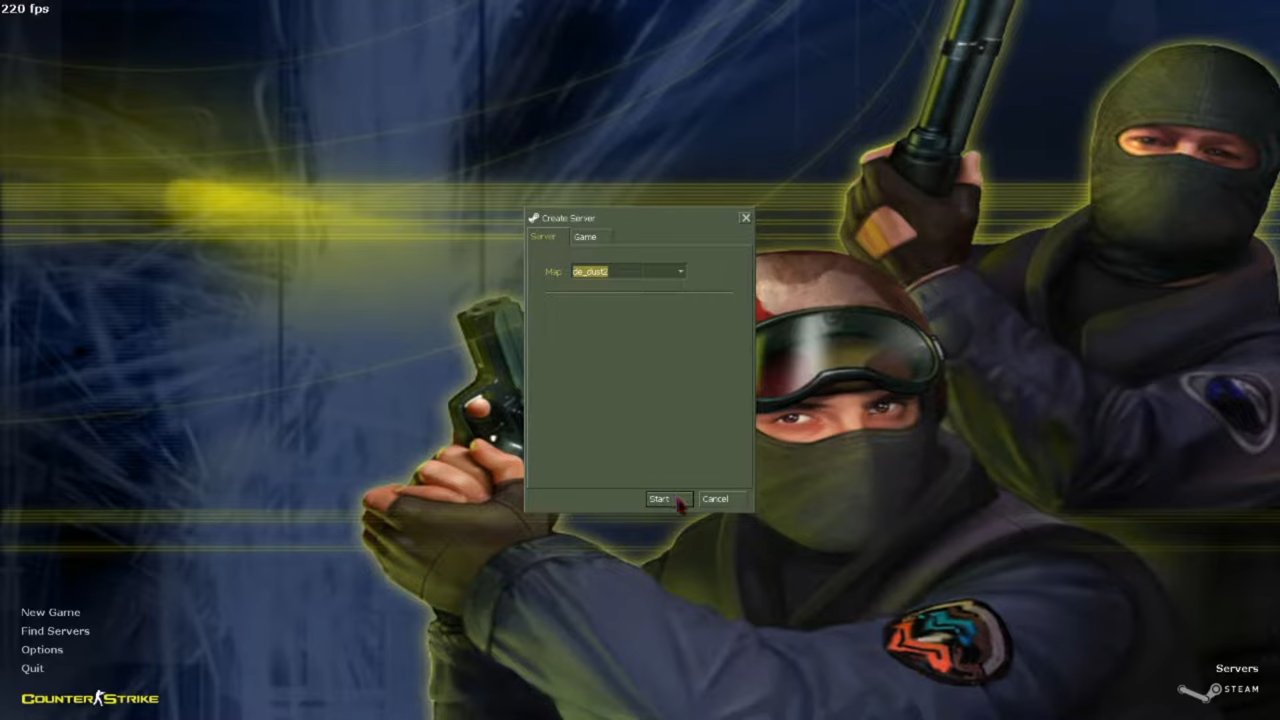 220 fps
Create Server
Server Game
Map de_dust2
Start Cancel
New Game
Find Servers
Options
Quit
COUNTER STRIKE
Servers
STEAM